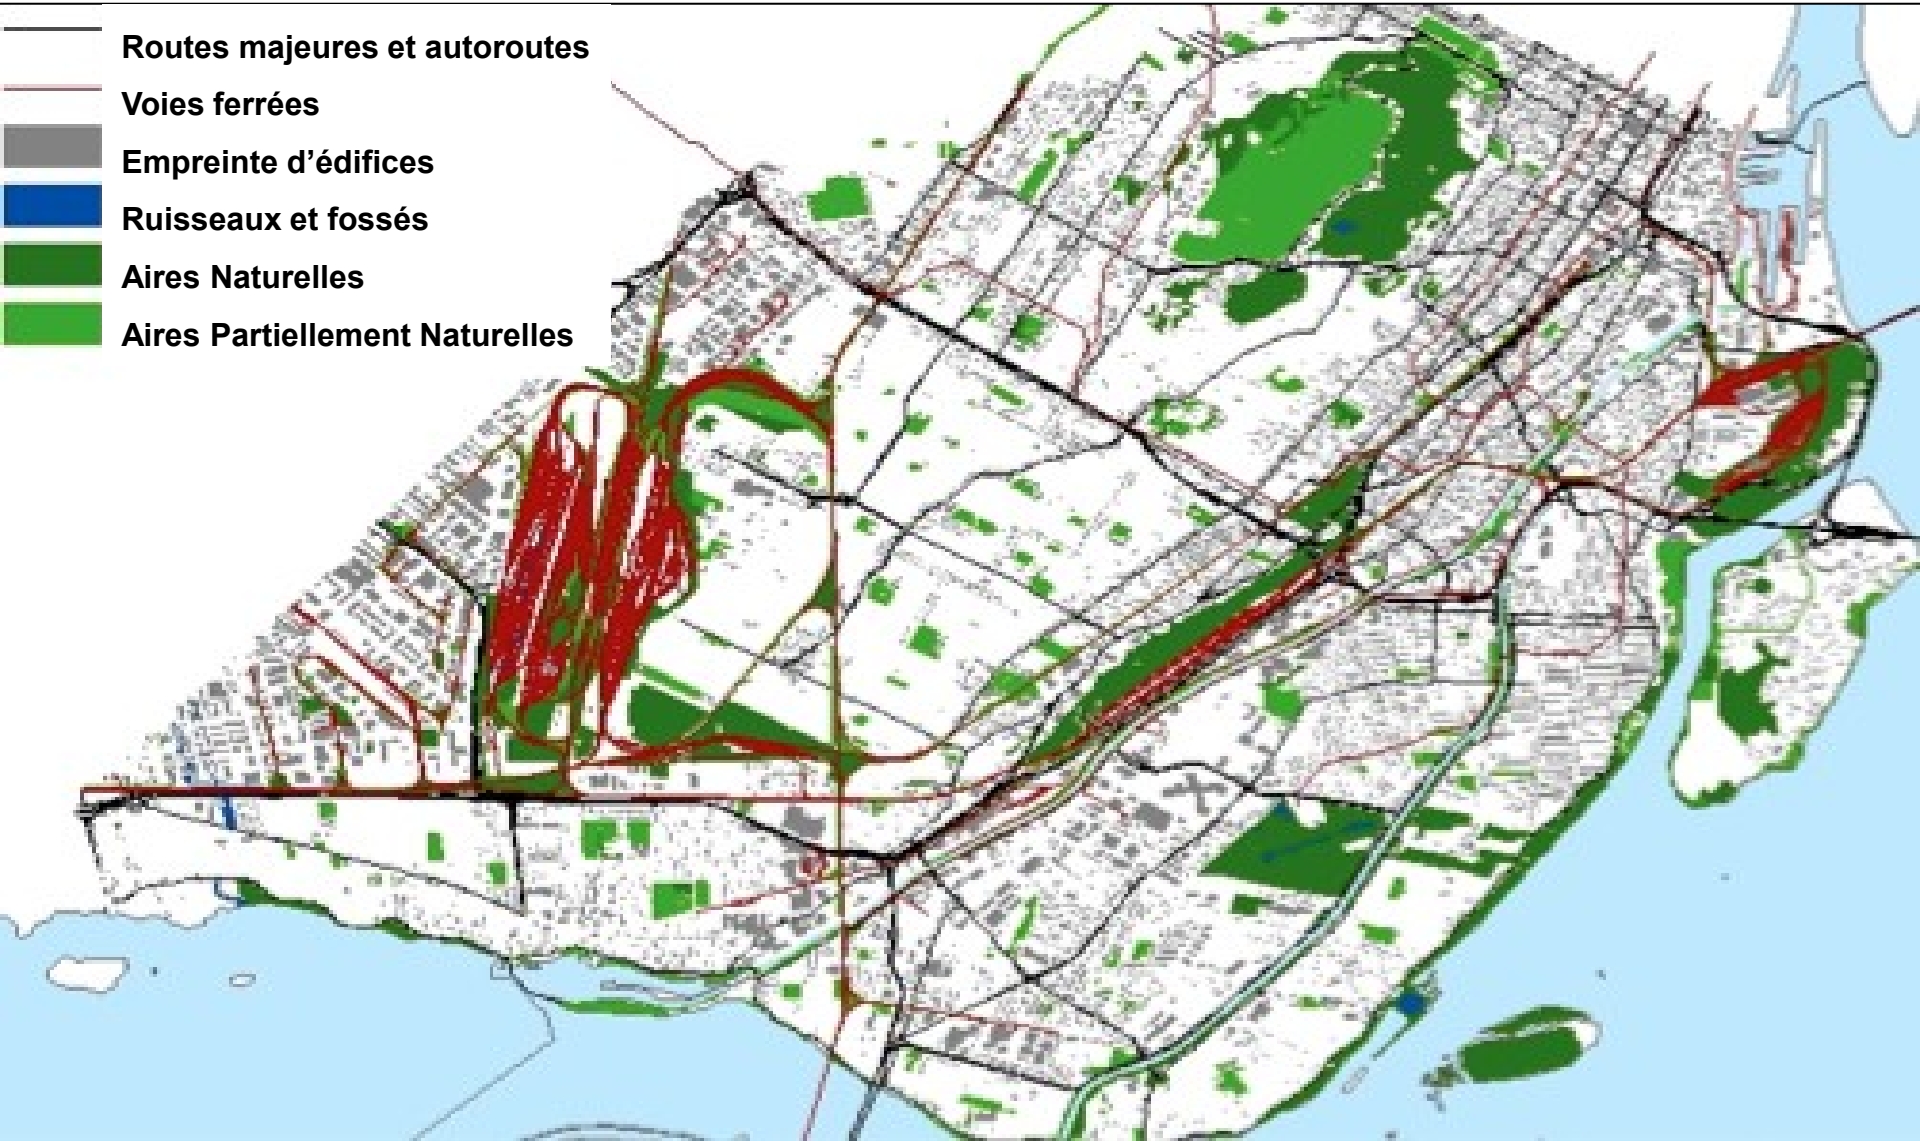 Routes majeures et autoroutes
Voies ferrées
Empreinte d’édifices
Ruisseaux et fossés
Aires Naturelles
Aires Partiellement Naturelles